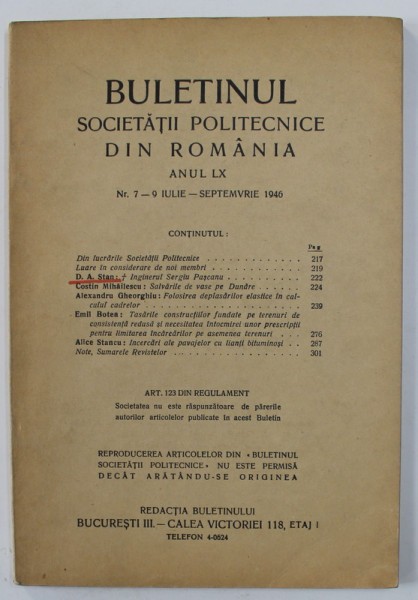 BULETINUL
SOCIETĂȚII POLITECNICE
DIN ROMÂNIA
ANUL LX
Nr. 7 — 9 IULIE — SEPTEMVRIE 1946
CONȚINUTUL :
Pag
Din lucrările Societății Politecnice . . . . . . . . . . . 217
Luare în considerare de noi membri . . . . . . . . . . . 219
D. A. Stan: † Inginerul Sergiu Pașcanu . . . . . . . . . . . 222
Costin Mihăilescu: Salvările de vase pe Dunăre . . . . . . 224
Alexandru Gheorghiu: Folosirea deplasărilor elastice în cal-
culul cadrelor . . . . . . . . . . . 239
Emil Botea: Tasările construcțiilor fundate pe terenuri de
consistență redusă și necesitatea întocmirei unor prescripții
pentru limitarea încărcărilor pe asemenea terenuri . . . 276
Alice Stancu: Incercări ale pavajelor cu lianți bituminoși . . 287
Note, Sumarele Revistelor . . . . . . . . . . . 301
ART. 123 DIN REGULAMENT
Societatea nu este răspunzătoare de părerile
autorilor articolelor publicate în acest Buletin
REPRODUCEREA ARTICOLELOR DIN « BULETINUL
SOCIETĂȚII POLITECNICE » NU ESTE PERMISĂ
DECÂT ARĂTÂNDU-SE ORIGINEA
REDACȚIA BULETINULUI
BUCUREȘTI III. — CALEA VICTORIEI 118, ETAJ I
TELEFON 4-0624